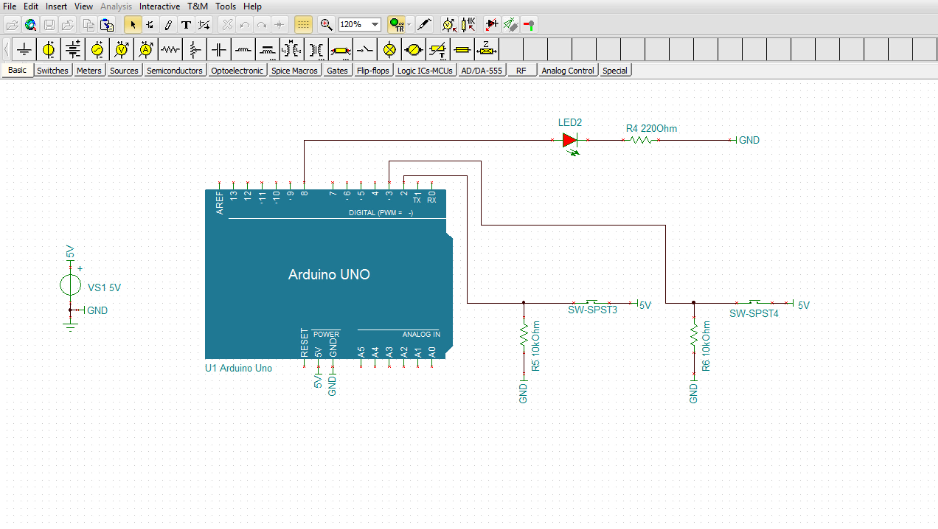 File Edit Insert View Analysis Interactive T&M Tools Help
120%
Basic Switches Meters Sources Semiconductors Optoelectronic Spice Macros Gates Flip-flops Logic ICs-MCUs AD/DA-555 RF Analog Control Special
LED2
R4 220Ohm
GND
AREF 13 12 ~11 ~10 ~9 8 7 ~6 ~5 4 ~3 2 1 0
TX RX
DIGITAL (PWM = ~)
Arduino UNO
5V
+
VS1 5V
GND
SW-SPST3
5V
SW-SPST4
5V
R5 10kOhm
R6 10kOhm
GND
GND
POWER
ANALOG IN
RESET 5V GND A5 A4 A3 A2 A1 A0
U1 Arduino Uno
5V
GND